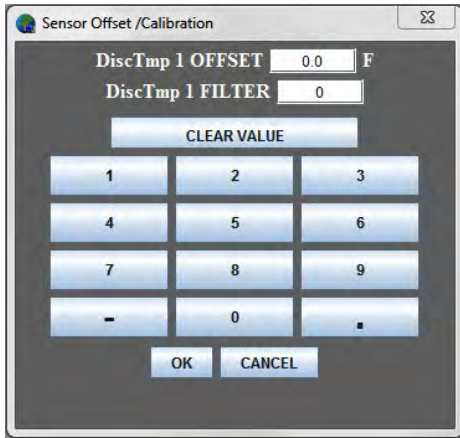 Sensor Offset /Calibration
DiscTmp 1 OFFSET 0.0 F
DiscTmp 1 FILTER 0
CLEAR VALUE
1 2 3
4 5 6
7 8 9
- 0 .
OK CANCEL